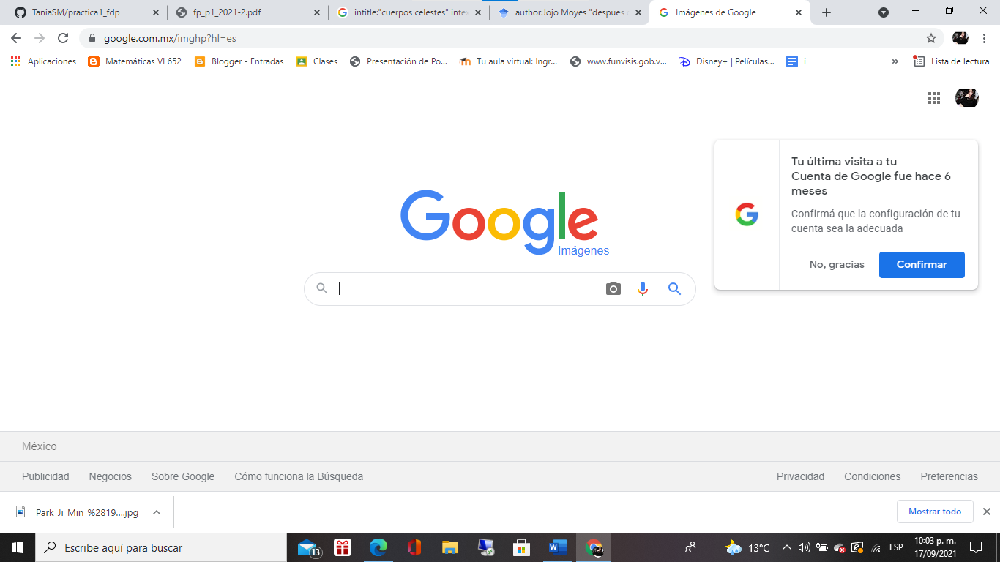 TaniaSM/practica1_fdp
fp_p1_2021-2.pdf
intitle:"cuerpos celestes" intex
author:Jojo Moyes "despues
Imágenes de Google
google.com.mx/imghp?hl=es
Aplicaciones
Matemáticas VI 652
Blogger - Entradas
Clases
Presentación de Po...
Tu aula virtual: Ingr...
www.funvisis.gob.v...
Disney+ | Películas...
i
»
Lista de lectura
Google
Imágenes
Tu última visita a tu
Cuenta de Google fue hace 6
meses
Confirmá que la configuración de tu
cuenta sea la adecuada
No, gracias
Confirmar
México
Publicidad
Negocios
Sobre Google
Cómo funciona la Búsqueda
Privacidad
Condiciones
Preferencias
Park_Ji_Min_%2819....jpg
Mostrar todo
Escribe aquí para buscar
13
13°C
ESP
10:03 p. m.
17/09/2021